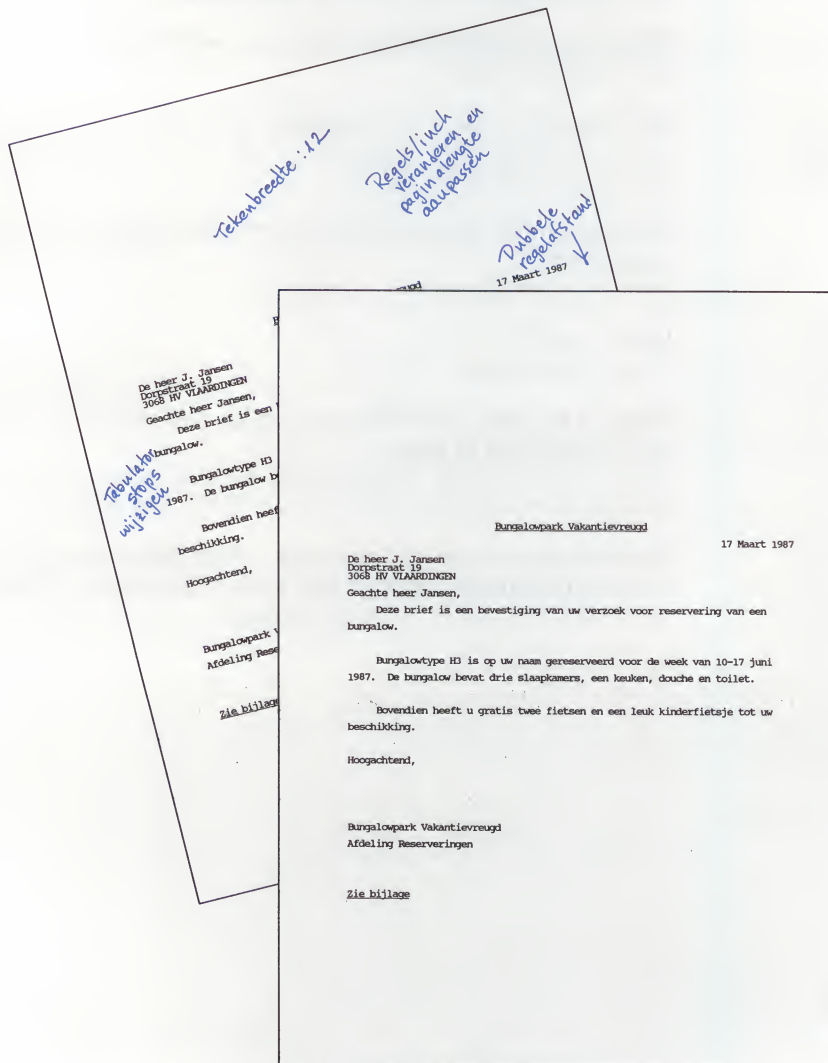 Tekenbreedte : 12
Regels/inch
veranderen en
paginalengte
aanpassen
Dubbele
regelafstand
17 Maart 1987
De heer J. Jansen
Dorpstraat 19
3068 HV VLAARDINGEN
Geachte heer Jansen,
Deze brief is een
bungalow.
Tabulator
stops
wijzigen
Bungalowtype H3
1987. De bungalow
Bovendien heef
beschikking.
Hoogachtend,
Bungalowpark V
Afdeling Rese
Zie bijlage
Bungalowpark Vakantievreugd
17 Maart 1987
De heer J. Jansen
Dorpstraat 19
3068 HV VLAARDINGEN
Geachte heer Jansen,
Deze brief is een bevestiging van uw verzoek voor reservering van een
bungalow.
Bungalowtype H3 is op uw naam gereserveerd voor de week van 10-17 juni
1987. De bungalow bevat drie slaapkamers, een keuken, douche en toilet.
Bovendien heeft u gratis twee fietsen en een leuk kinderfietsje tot uw
beschikking.
Hoogachtend,
Bungalowpark Vakantievreugd
Afdeling Reserveringen
Zie bijlage